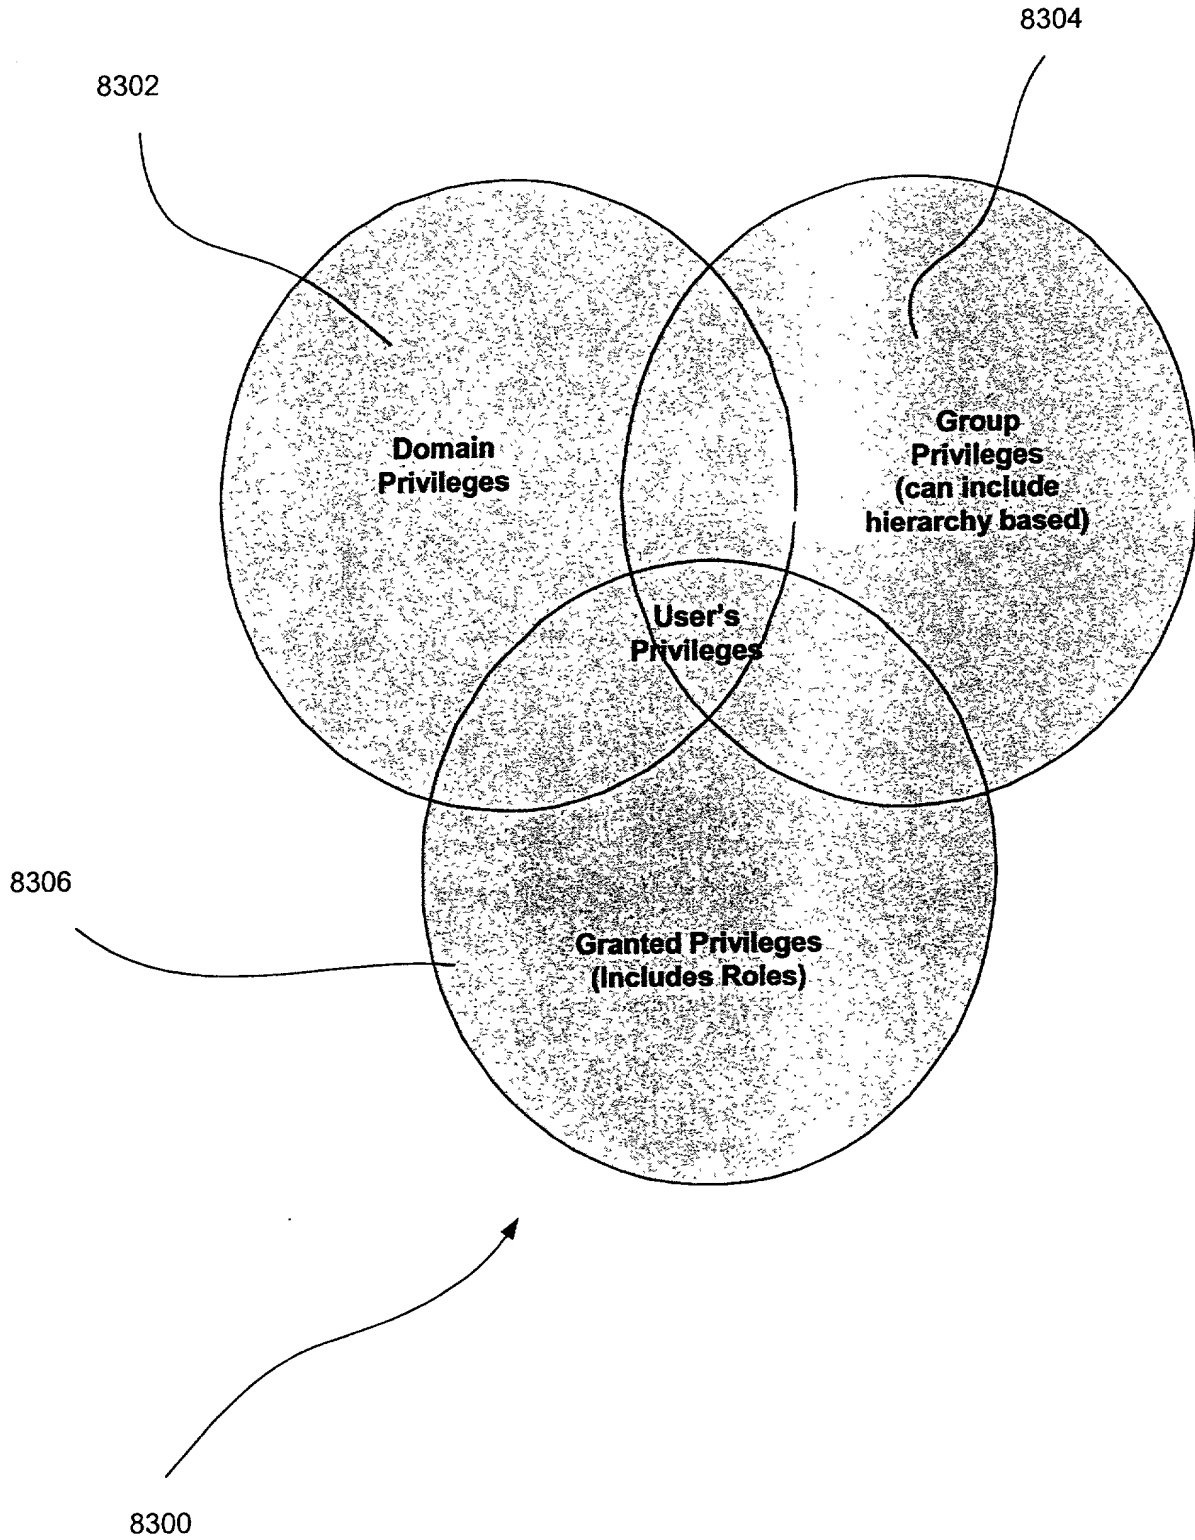 8304
8302
Domain
Privileges
Group
Privileges
(can include
hierarchy based)
User's
Privileges
8306
Granted Privileges
(Includes Roles)
8300